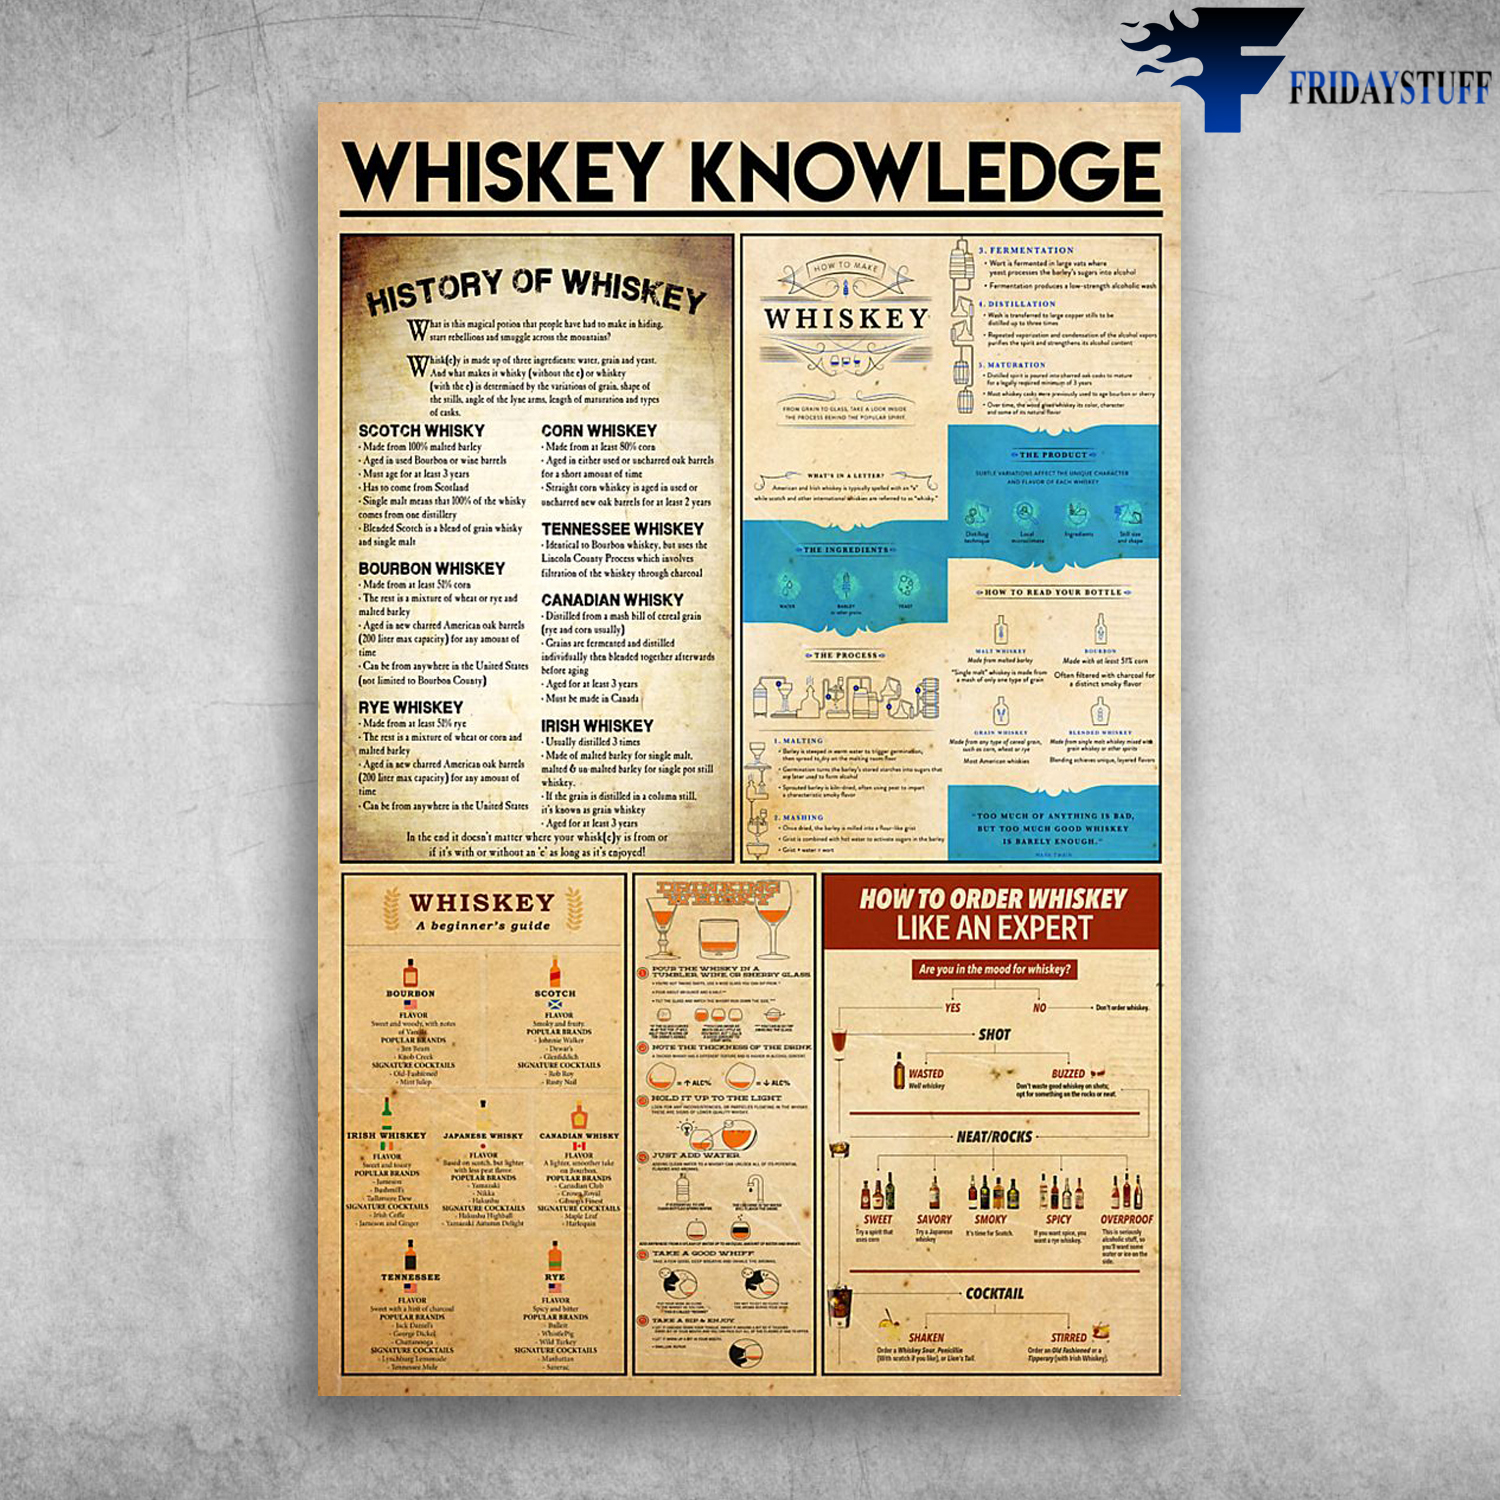 FRIDAYSTUFF
WHISKEY KNOWLEDGE
HISTORY OF WHISKEY
What is this magical potion that people have had to make in hiding,
start rebellions and smuggle across the mountains?
Whisk(e)y is made up of three ingredients: water, grain and yeast.
And what makes it whisky (without the e) or whiskey
(with the e) is determined by the variations of grain, shape of
the stills, angle of the lyne arms, length of maturation and types
of casks.
SCOTCH WHISKY
· Made from 100% malted barley
· Aged in used Bourbon or wine barrels
· Must age for at least 3 years
· Has to come from Scotland
· Single malt means that 100% of the whisky
comes from one distillery
· Blended Scotch is a blend of grain whisky
and single malt
BOURBON WHISKEY
· Made from at least 51% corn
· The rest is a mixture of wheat or rye and
malted barley
· Aged in new charred American oak barrels
(200 liter max capacity) for any amount of
time
· Can be from anywhere in the United States
(not limited to Bourbon County)
RYE WHISKEY
· Made from at least 51% rye
· The rest is a mixture of wheat or corn and
malted barley
· Aged in new charred American oak barrels
(200 liter max capacity) for any amount of
time
· Can be from anywhere in the United States
CORN WHISKEY
· Made from at least 80% corn
· Aged in either used or uncharred oak barrels
for a short amount of time
· Straight corn whiskey is aged in used or
uncharred new oak barrels for at least 2 years
TENNESSEE WHISKEY
· Identical to Bourbon whiskey, but uses the
Lincoln County Process which involves
filtration of the whiskey through charcoal
CANADIAN WHISKY
· Distilled from a mash bill of cereal grain
(rye and corn usually)
· Grains are fermented and distilled
individually then blended together afterwards
before aging
· Aged for at least 3 years
· Must be made in Canada
IRISH WHISKEY
· Usually distilled 3 times
· Made of malted barley for single malt,
malted & un-malted barley for single pot still
whiskey.
· If the grain is distilled in a column still,
it's known as grain whiskey
· Aged for at least 3 years
In the end it doesn't matter where your whisk(e)y is from or
if it's with or without an 'e' as long as it's enjoyed!
HOW TO MAKE
WHISKEY
FROM GRAIN TO GLASS, TAKE A LOOK INSIDE
THE PROCESS BEHIND THE POPULAR SPIRIT.
WHAT'S IN A LETTER?
American and Irish whiskey is typically spelled with an "e"
while scotch and other international whiskies are referred to as "whisky."
THE INGREDIENTS
WATER
BARLEY
or other grains
YEAST
THE PROCESS
1. MALTING
• Barley is steeped in warm water to trigger germination,
then spread to dry on the malting room floor
• Germination turns the barley's stored starches into sugars that
are later used to form alcohol
• Sprouted barley is kiln-dried, often using peat to impart
a characteristic smoky flavor
2. MASHING
• Once dried, the barley is milled into a flour-like grist
• Grist is combined with hot water to activate sugars in the barley
• Grist + water = wort
3. FERMENTATION
• Wort is fermented in large vats where
yeast processes the barley's sugars into alcohol
• Fermentation produces a low-strength alcoholic wash
4. DISTILLATION
• Wash is transferred to large copper stills to be
distilled up to three times
• Repeated vaporization and condensation of the alcohol vapors
purifies the spirit and strengthens its alcohol content
5. MATURATION
• Distilled spirit is poured into charred oak casks to mature
for a legally required minimum of 3 years
• Most whiskey casks were previously used to age bourbon or sherry
• Over time, the wood gives whiskey its color, character
and some of its natural flavor
THE PRODUCT
SUBTLE VARIATIONS AFFECT THE UNIQUE CHARACTER
AND FLAVOR OF EACH WHISKEY
Distilling
technique
Local
microclimate
Ingredients
Still size
and shape
HOW TO READ YOUR BOTTLE
MALT WHISKEY
Made from malted barley
"Single malt" whiskey is made from
a mash of only one type of grain
BOURBON
Made with at least 51% corn
Often filtered with charcoal for
a distinct smoky flavor
GRAIN WHISKEY
Made from any type of cereal grain,
such as corn, wheat or rye
Most American whiskies
BLENDED WHISKEY
Made from single malt whiskey mixed with
grain whiskey or other spirits
Blending achieves unique, layered flavors
"TOO MUCH OF ANYTHING IS BAD,
BUT TOO MUCH GOOD WHISKEY
IS BARELY ENOUGH."
MARK TWAIN
WHISKEY
A beginner's guide
BOURBON
FLAVOR
Sweet and woody, with notes
of Vanilla.
POPULAR BRANDS
- Jim Beam
- Knob Creek
SIGNATURE COCKTAILS
- Old-Fashioned
- Mint Julep
SCOTCH
FLAVOR
Smoky and fruity.
POPULAR BRANDS
- Johnnie Walker
- Dewar's
- Glenfiddich
SIGNATURE COCKTAILS
- Rob Roy
- Rusty Nail
IRISH WHISKEY
FLAVOR
Sweet and toasty
POPULAR BRANDS
- Jameson
- Bushmills
- Tullamore Dew
SIGNATURE COCKTAILS
- Irish Coffe
- Jameson and Ginger
JAPANESE WHISKY
FLAVOR
Based on scotch, but lighter
with less peat flavor.
POPULAR BRANDS
- Yamazaki
- Nikka
- Hakushu
SIGNATURE COCKTAILS
- Hakushu Highball
- Yamazaki Autumn Delight
CANADIAN WHISKY
FLAVOR
A lighter, smoother take
on Bourbon.
POPULAR BRANDS
- Canadian Club
- Crown Royal
- Gibson's Finest
SIGNATURE COCKTAILS
- Maple Leaf
- Harlequin
TENNESSEE
FLAVOR
Sweet with a hint of charcoal
POPULAR BRANDS
- Jack Daniel's
- George Dickel
- Chattanooga
SIGNATURE COCKTAILS
- Lynchburg Lemonade
- Tennessee Mule
RYE
FLAVOR
Spicy and bitter
POPULAR BRANDS
- Bulleit
- WhistlePig
- Wild Turkey
SIGNATURE COCKTAILS
- Manhattan
- Sazerac
DRINKING
WHISKY
POUR THE WHISKY IN A
TUMBLER, WINE, OR SHERRY GLASS
NOTE THE THICKNESS OF THE DRINK
= ↑ ALC%
= ↓ ALC%
HOLD IT UP TO THE LIGHT
LOOK FOR ANY INCONSISTENCIES, OR PARTICLES FLOATING IN THE WHISKY.
THESE ARE SIGNS OF LOWER QUALITY WHISKY.
JUST ADD WATER
ADDING CLEAN WATER TO A WHISKY CAN UNLOCK ALL OF ITS POTENTIAL
FLAVORS AND AROMAS.
TAKE A GOOD WHIFF
TAKE A SIP & ENJOY
HOW TO ORDER WHISKEY
LIKE AN EXPERT
Are you in the mood for whiskey?
YES
NO
Don't order whiskey.
SHOT
WASTED
Well whiskey
BUZZED
Don't waste good whiskey on shots;
opt for something on the rocks or neat.
NEAT/ROCKS
SWEET
Try a spirit that
uses corn
SAVORY
Try a Japanese
whiskey
SMOKY
It's time for Scotch.
SPICY
If you want spice, you
want a rye whiskey.
OVERPROOF
This is seriously
alcoholic stuff, so
you'll want some
water or ice on the
side.
COCKTAIL
SHAKEN
Order a Whiskey Sour, Penicillin
(With scotch if you like), or Lion's Tail.
STIRRED
Order an Old Fashioned or a
Tipperary (with Irish Whiskey).